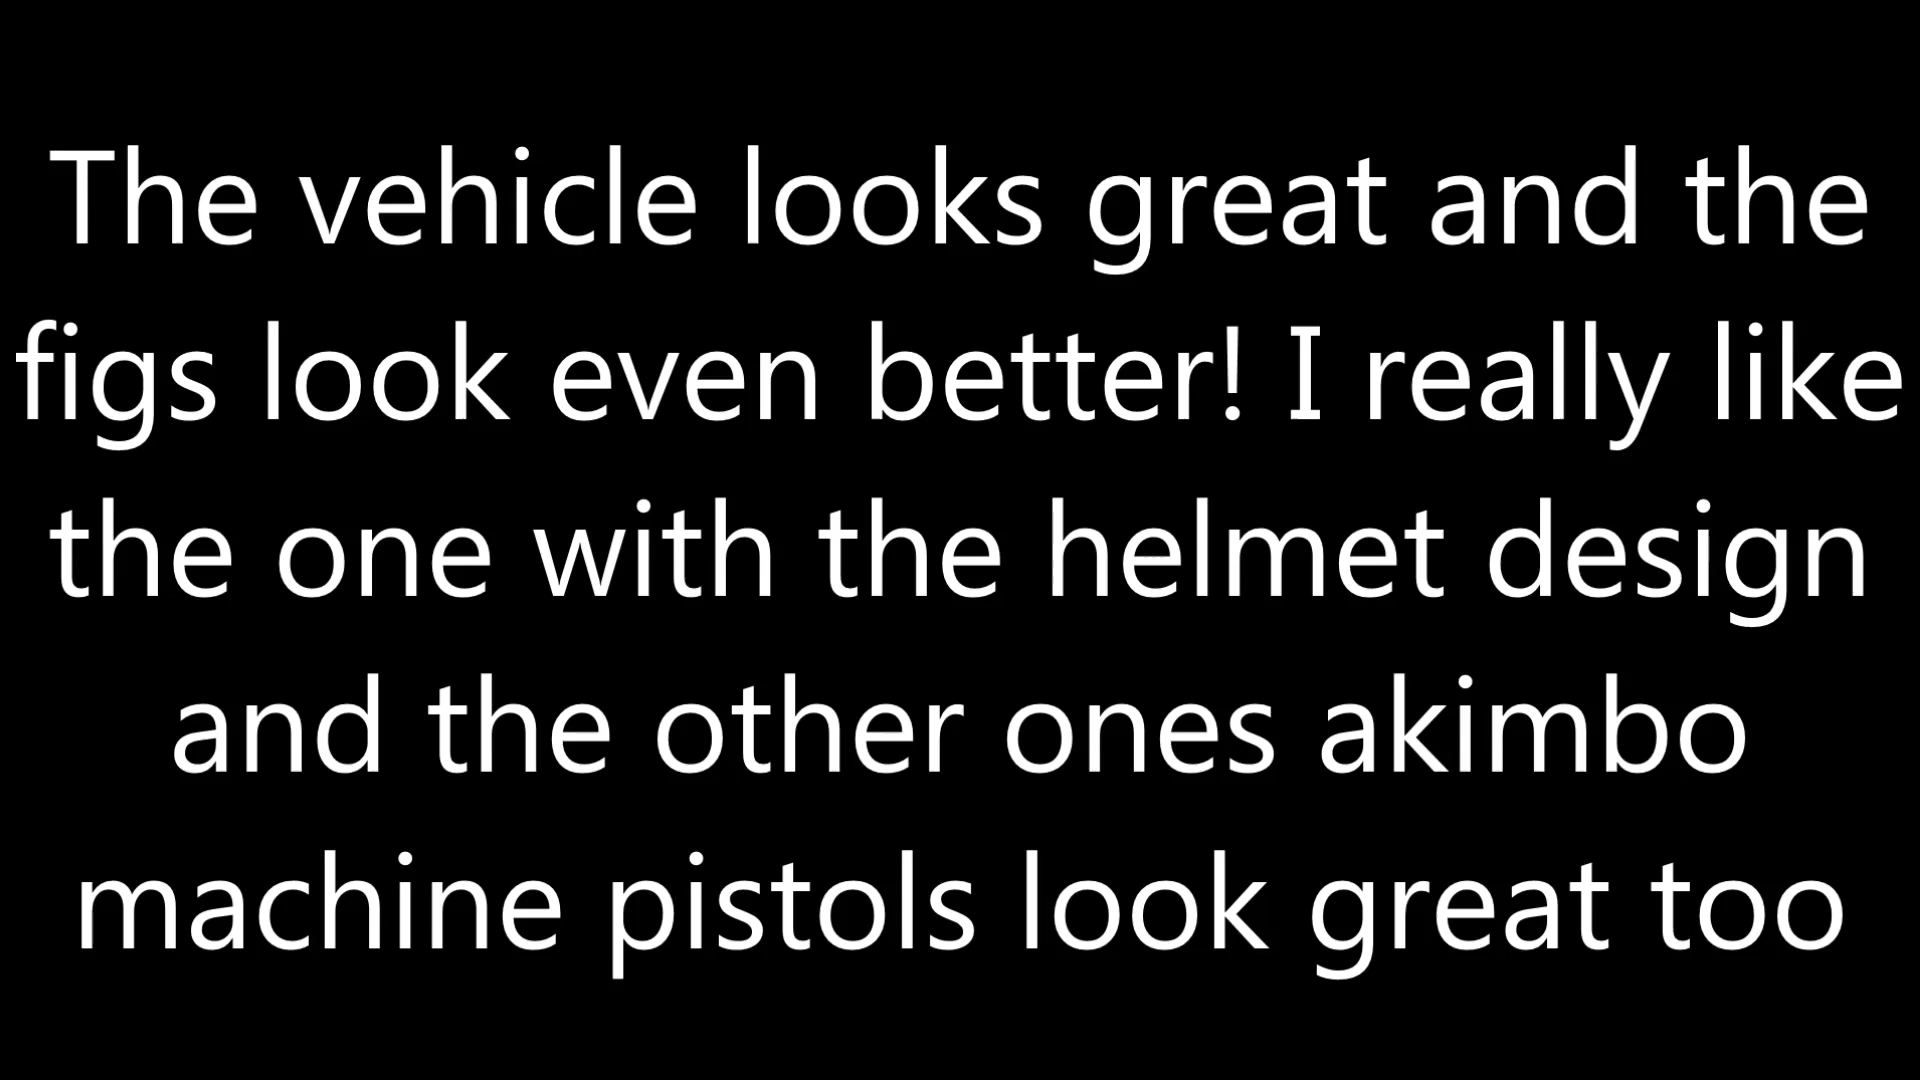 The vehicle looks great and the
figs look even better! I really like
the one with the helmet design
and the other ones akimbo
machine pistols look great too